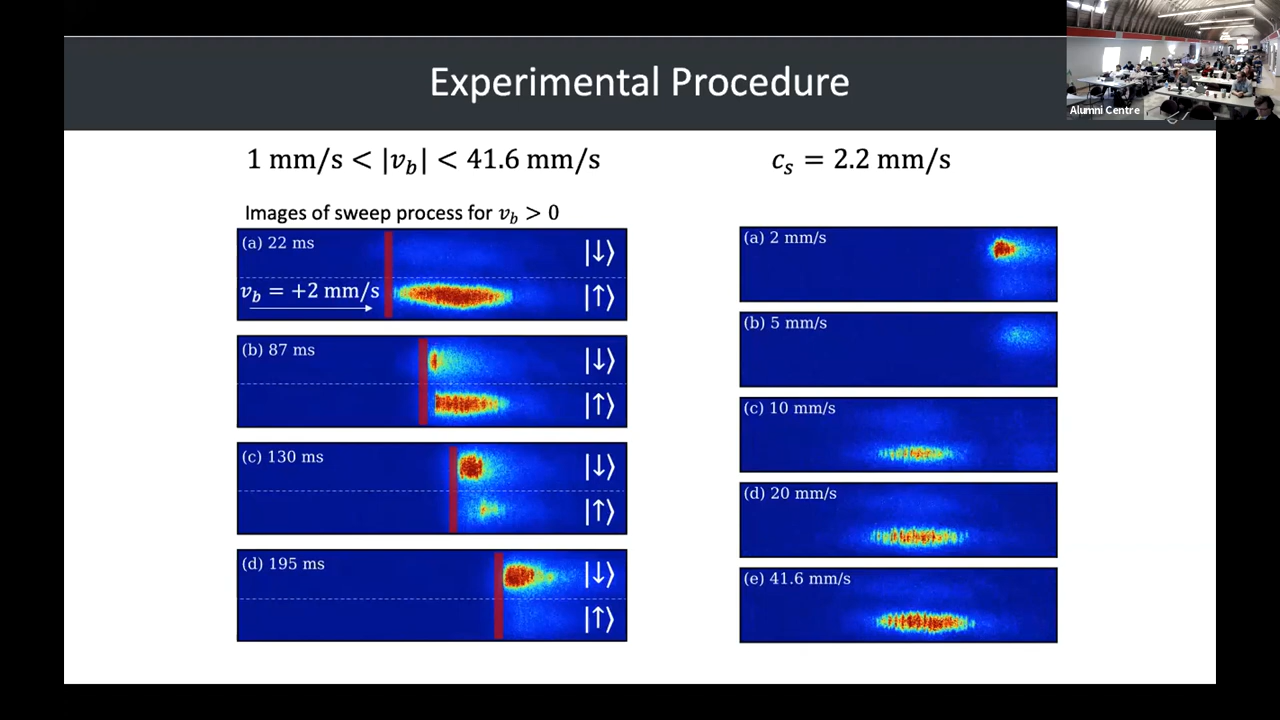 Experimental Procedure
Alumni Centre
1 mm/s < |v_b| < 41.6 mm/s
c_s = 2.2 mm/s
Images of sweep process for v_b > 0
(a) 22 ms
|↓⟩
v_b = +2 mm/s
|↑⟩
(b) 87 ms
|↓⟩
|↑⟩
(c) 130 ms
|↓⟩
|↑⟩
(d) 195 ms
|↓⟩
|↑⟩
(a) 2 mm/s
(b) 5 mm/s
(c) 10 mm/s
(d) 20 mm/s
(e) 41.6 mm/s